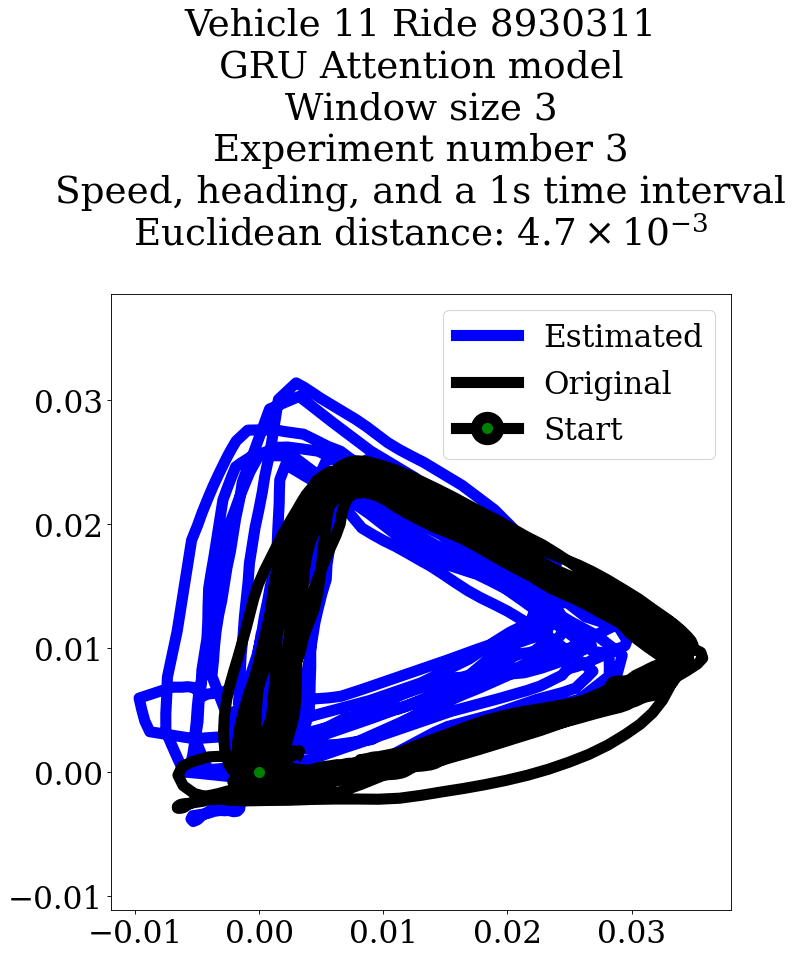 Vehicle 11 Ride 8930311
GRU Attention model
Window size 3
Experiment number 3
Speed, heading, and a 1s time interval
Euclidean distance: 4.7 × 10⁻³
Estimated
Original
Start
0.03
0.02
0.01
0.00
−0.01
−0.01 0.00 0.01 0.02 0.03